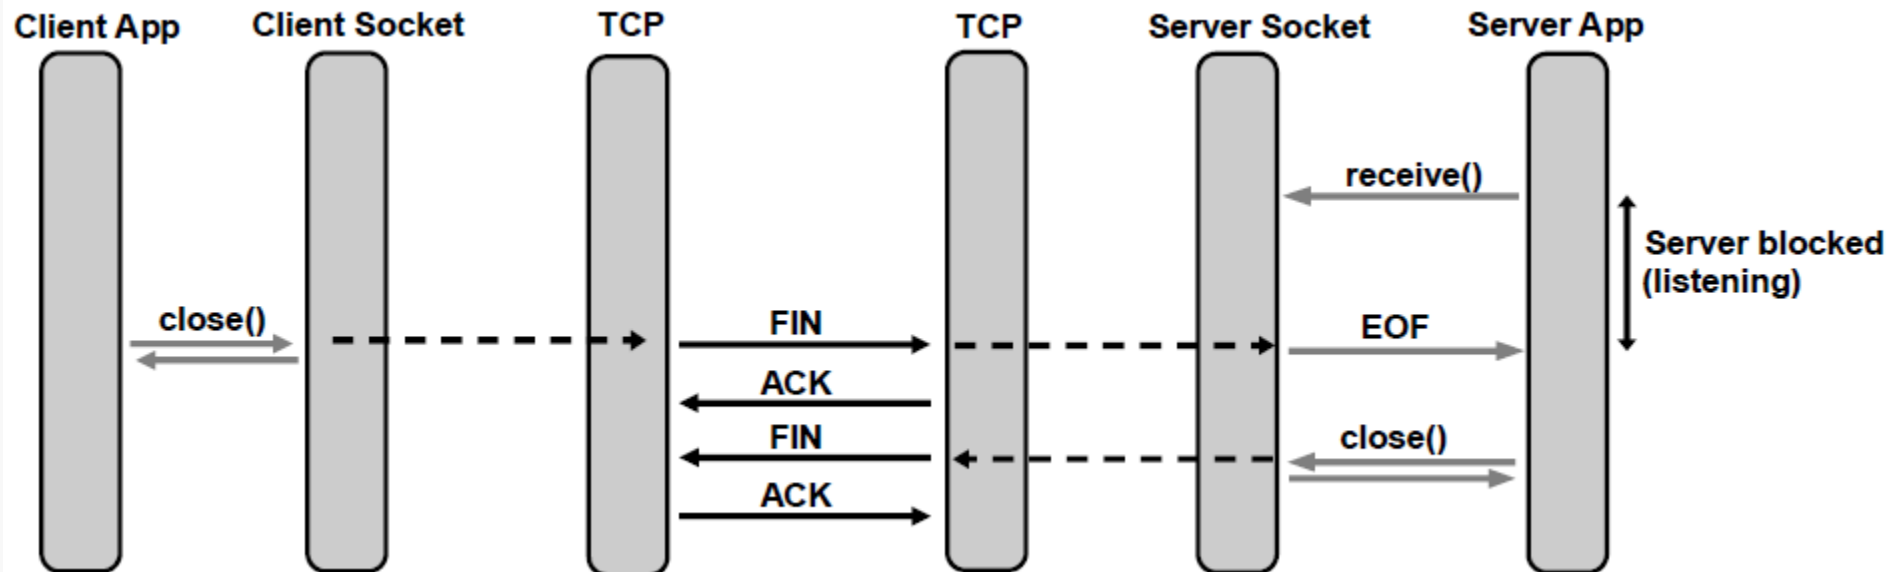 Client App
Client Socket
TCP
TCP
Server Socket
Server App
receive()
Server blocked
(listening)
close()
FIN
EOF
ACK
FIN
close()
ACK